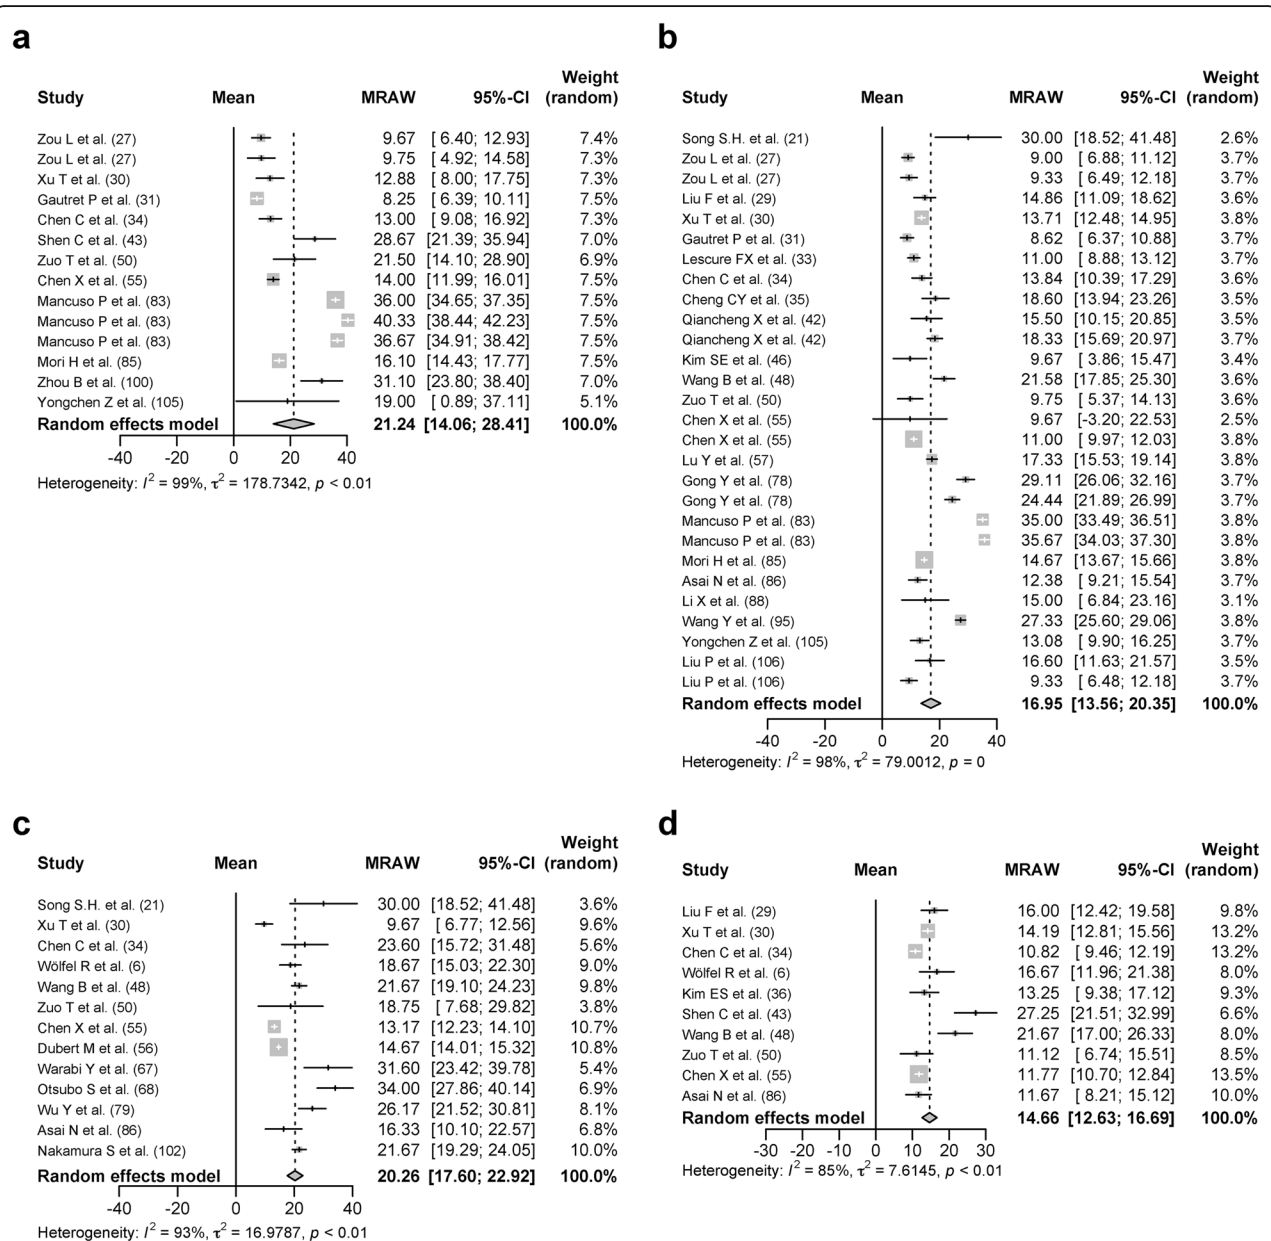 a
Weight
Study Mean MRAW 95%-CI (random)
Zou L et al. (27) 9.67 [ 6.40; 12.93] 7.4%
Zou L et al. (27) 9.75 [ 4.92; 14.58] 7.3%
Xu T et al. (30) 12.88 [ 8.00; 17.75] 7.3%
Gautret P et al. (31) 8.25 [ 6.39; 10.11] 7.5%
Chen C et al. (34) 13.00 [ 9.08; 16.92] 7.3%
Shen C et al. (43) 28.67 [21.39; 35.94] 7.0%
Zuo T et al. (50) 21.50 [14.10; 28.90] 6.9%
Chen X et al. (55) 14.00 [11.99; 16.01] 7.5%
Mancuso P et al. (83) 36.00 [34.65; 37.35] 7.5%
Mancuso P et al. (83) 40.33 [38.44; 42.23] 7.5%
Mancuso P et al. (83) 36.67 [34.91; 38.42] 7.5%
Mori H et al. (85) 16.10 [14.43; 17.77] 7.5%
Zhou B et al. (100) 31.10 [23.80; 38.40] 7.0%
Yongchen Z et al. (105) 19.00 [ 0.89; 37.11] 5.1%
Random effects model 21.24 [14.06; 28.41] 100.0%
-40 -20 0 20 40
Heterogeneity: I² = 99%, τ² = 178.7342, p < 0.01
b
Weight
Study Mean MRAW 95%-CI (random)
Song S.H. et al. (21) 30.00 [18.52; 41.48] 2.6%
Zou L et al. (27) 9.00 [ 6.88; 11.12] 3.7%
Zou L et al. (27) 9.33 [ 6.49; 12.18] 3.7%
Liu F et al. (29) 14.86 [11.09; 18.62] 3.6%
Xu T et al. (30) 13.71 [12.48; 14.95] 3.8%
Gautret P et al. (31) 8.62 [ 6.37; 10.88] 3.7%
Lescure FX et al. (33) 11.00 [ 8.88; 13.12] 3.7%
Chen C et al. (34) 13.84 [10.39; 17.29] 3.6%
Cheng CY et al. (35) 18.60 [13.94; 23.26] 3.5%
Qiancheng X et al. (42) 15.50 [10.15; 20.85] 3.5%
Qiancheng X et al. (42) 18.33 [15.69; 20.97] 3.7%
Kim SE et al. (46) 9.67 [ 3.86; 15.47] 3.4%
Wang B et al. (48) 21.58 [17.85; 25.30] 3.6%
Zuo T et al. (50) 9.75 [ 5.37; 14.13] 3.6%
Chen X et al. (55) 9.67 [-3.20; 22.53] 2.5%
Chen X et al. (55) 11.00 [ 9.97; 12.03] 3.8%
Lu Y et al. (57) 17.33 [15.53; 19.14] 3.8%
Gong Y et al. (78) 29.11 [26.06; 32.16] 3.7%
Gong Y et al. (78) 24.44 [21.89; 26.99] 3.7%
Mancuso P et al. (83) 35.00 [33.49; 36.51] 3.8%
Mancuso P et al. (83) 35.67 [34.03; 37.30] 3.8%
Mori H et al. (85) 14.67 [13.67; 15.66] 3.8%
Asai N et al. (86) 12.38 [ 9.21; 15.54] 3.7%
Li X et al. (88) 15.00 [ 6.84; 23.16] 3.1%
Wang Y et al. (95) 27.33 [25.60; 29.06] 3.8%
Yongchen Z et al. (105) 13.08 [ 9.90; 16.25] 3.7%
Liu P et al. (106) 16.60 [11.63; 21.57] 3.5%
Liu P et al. (106) 9.33 [ 6.48; 12.18] 3.7%
Random effects model 16.95 [13.56; 20.35] 100.0%
-40 -20 0 20 40
Heterogeneity: I² = 98%, τ² = 79.0012, p = 0
c
Weight
Study Mean MRAW 95%-CI (random)
Song S.H. et al. (21) 30.00 [18.52; 41.48] 3.6%
Xu T et al. (30) 9.67 [ 6.77; 12.56] 9.6%
Chen C et al. (34) 23.60 [15.72; 31.48] 5.6%
Wölfel R et al. (6) 18.67 [15.03; 22.30] 9.0%
Wang B et al. (48) 21.67 [19.10; 24.23] 9.8%
Zuo T et al. (50) 18.75 [ 7.68; 29.82] 3.8%
Chen X et al. (55) 13.17 [12.23; 14.10] 10.7%
Dubert M et al. (56) 14.67 [14.01; 15.32] 10.8%
Warabi Y et al. (67) 31.60 [23.42; 39.78] 5.4%
Otsubo S et al. (68) 34.00 [27.86; 40.14] 6.9%
Wu Y et al. (79) 26.17 [21.52; 30.81] 8.1%
Asai N et al. (86) 16.33 [10.10; 22.57] 6.8%
Nakamura S et al. (102) 21.67 [19.29; 24.05] 10.0%
Random effects model 20.26 [17.60; 22.92] 100.0%
-40 -20 0 20 40
Heterogeneity: I² = 93%, τ² = 16.9787, p < 0.01
d
Weight
Study Mean MRAW 95%-CI (random)
Liu F et al. (29) 16.00 [12.42; 19.58] 9.8%
Xu T et al. (30) 14.19 [12.81; 15.56] 13.2%
Chen C et al. (34) 10.82 [ 9.46; 12.19] 13.2%
Wölfel R et al. (6) 16.67 [11.96; 21.38] 8.0%
Kim ES et al. (36) 13.25 [ 9.38; 17.12] 9.3%
Shen C et al. (43) 27.25 [21.51; 32.99] 6.6%
Wang B et al. (48) 21.67 [17.00; 26.33] 8.0%
Zuo T et al. (50) 11.12 [ 6.74; 15.51] 8.5%
Chen X et al. (55) 11.77 [10.70; 12.84] 13.5%
Asai N et al. (86) 11.67 [ 8.21; 15.12] 10.0%
Random effects model 14.66 [12.63; 16.69] 100.0%
-30 -20 -10 0 10 20 30
Heterogeneity: I² = 85%, τ² = 7.6145, p < 0.01